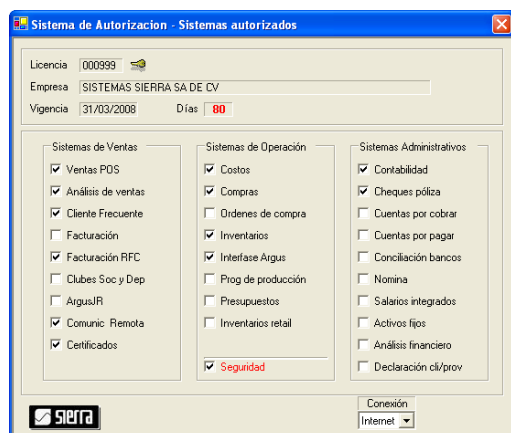 Sistema de Autorizacion - Sistemas autorizados
Licencia 000999
Empresa SISTEMAS SIERRA SA DE CV
Vigencia 31/03/2008 Días 80
Sistemas de Ventas
Ventas POS
Análisis de ventas
Cliente Frecuente
Facturación
Facturación RFC
Clubes Soc y Dep
ArgusJR
Comunic Remota
Certificados
Sistemas de Operación
Costos
Compras
Ordenes de compra
Inventarios
Interfase Argus
Prog de producción
Presupuestos
Inventarios retail
Seguridad
Sistemas Administrativos
Contabilidad
Cheques póliza
Cuentas por cobrar
Cuentas por pagar
Conciliación bancos
Nomina
Salarios integrados
Activos fijos
Análisis financiero
Declaración cli/prov
sierra
Conexión
Internet